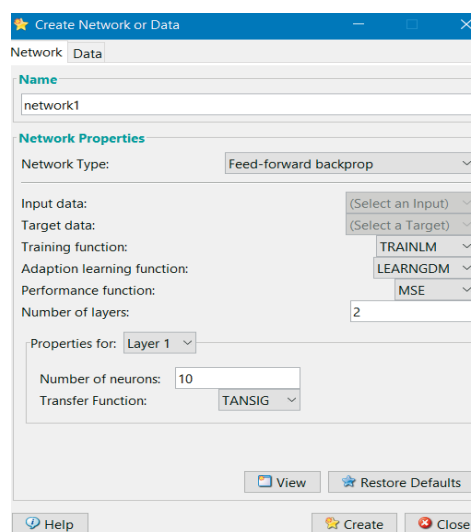 Create Network or Data
Network Data
Name
network1
Network Properties
Network Type: Feed-forward backprop
Input data: (Select an Input)
Target data: (Select a Target)
Training function: TRAINLM
Adaption learning function: LEARNGDM
Performance function: MSE
Number of layers: 2
Properties for: Layer 1
Number of neurons: 10
Transfer Function: TANSIG
View Restore Defaults
Help Create Close